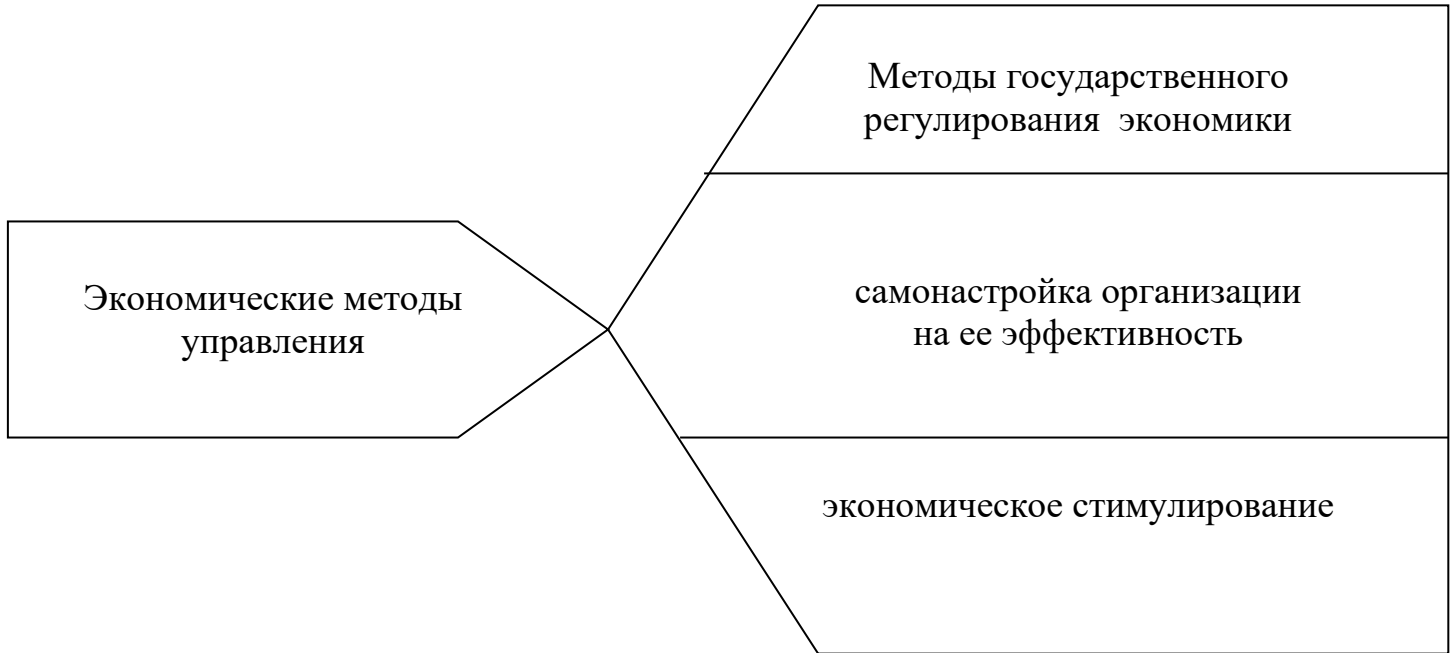 Методы государственного
регулирования экономики
Экономические методы
управления
самонастройка организации
на ее эффективность
экономическое стимулирование